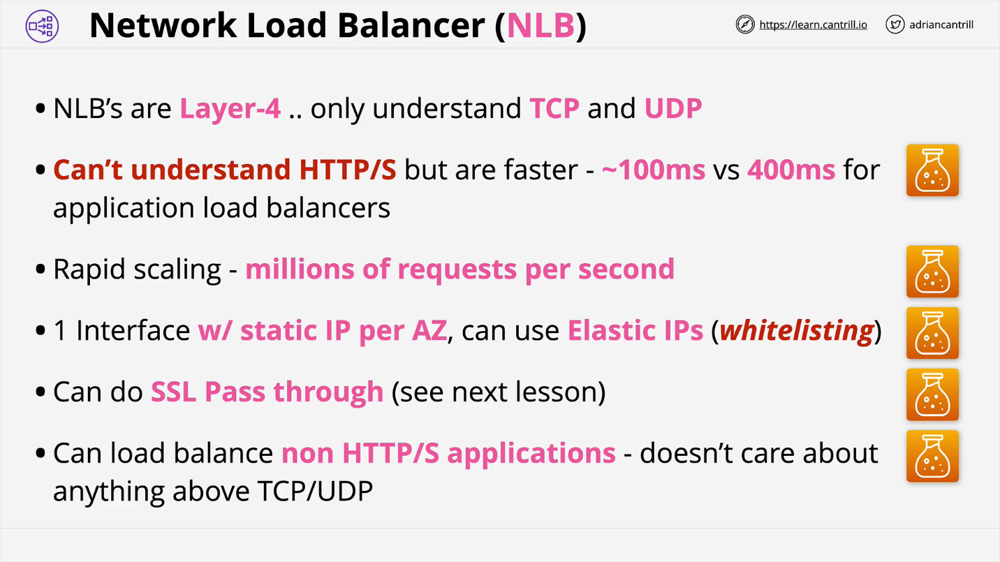 Network Load Balancer (NLB)
https://learn.cantrill.io
adriancantrill
• NLB’s are Layer-4 .. only understand TCP and UDP
• Can’t understand HTTP/S but are faster - ~100ms vs 400ms for
application load balancers
• Rapid scaling - millions of requests per second
• 1 Interface w/ static IP per AZ, can use Elastic IPs (whitelisting)
• Can do SSL Pass through (see next lesson)
• Can load balance non HTTP/S applications - doesn’t care about
anything above TCP/UDP